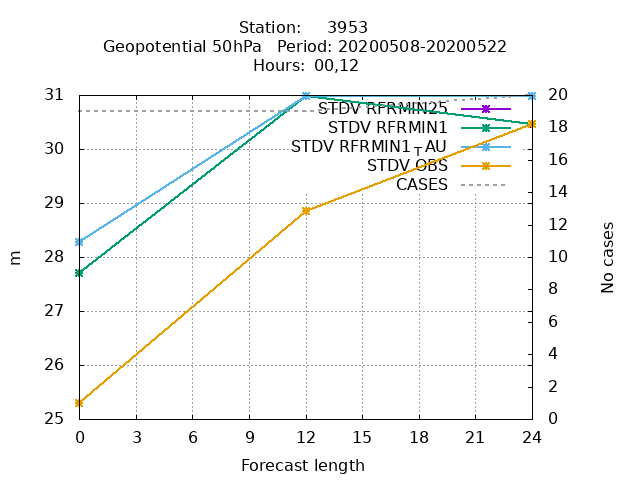 Station: 3953
Geopotential 50hPa Period: 20200508-20200522
Hours: 00,12
31
30
29
28
27
26
25
m
20
18
16
14
12
10
8
6
4
2
0
No cases
STDV RFRMIN25
STDV RFRMIN1
STDV RFRMIN1_TAU
STDV OBS
CASES
0 3 6 9 12 15 18 21 24
Forecast length